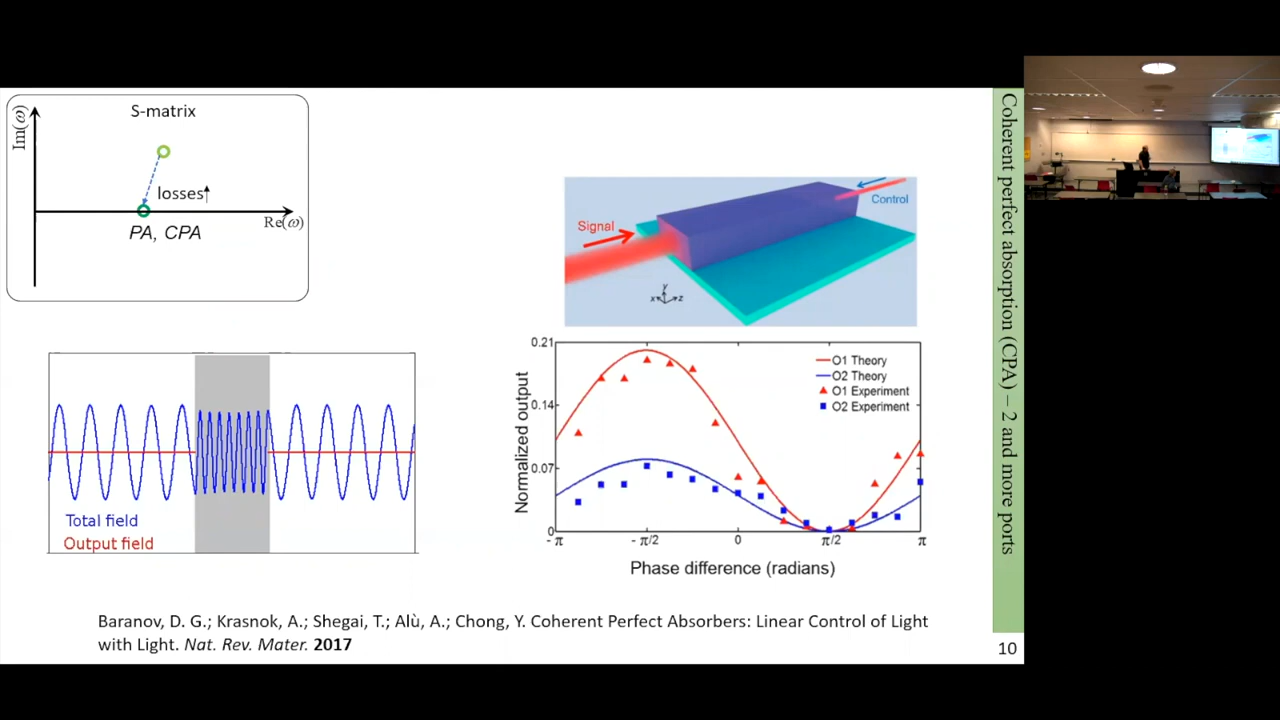 S-matrix
Im(ω)
losses↑
Re(ω)
PA, CPA
Total field
Output field
Signal
Control
y
x
z
Normalized output
0.21
0.14
0.07
0
- π
- π/2
0
π/2
π
Phase difference (radians)
O1 Theory
O2 Theory
O1 Experiment
O2 Experiment
Baranov, D. G.; Krasnok, A.; Shegai, T.; Alù, A.; Chong, Y. Coherent Perfect Absorbers: Linear Control of Light
with Light. Nat. Rev. Mater. 2017
Coherent perfect absorption (CPA) – 2 and more ports
10